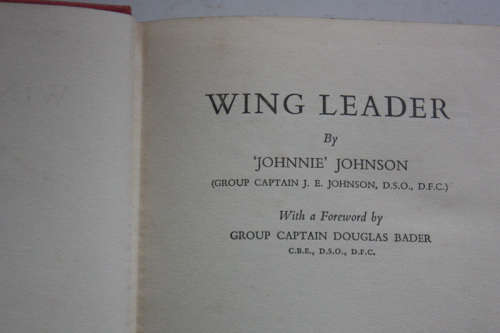 WING LEADER
By
'JOHNNIE' JOHNSON
(GROUP CAPTAIN J. E. JOHNSON, D.S.O., D.F.C.)
With a Foreword by
GROUP CAPTAIN DOUGLAS BADER
C.B.E., D.S.O., D.F.C.